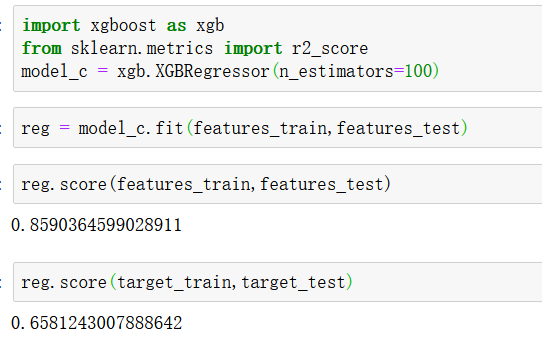 import xgboost as xgb
from sklearn.metrics import r2_score
model_c = xgb.XGBRegressor(n_estimators=100)
reg = model_c.fit(features_train,features_test)
reg.score(features_train,features_test)
0.8590364599028911
reg.score(target_train,target_test)
0.6581243007888642